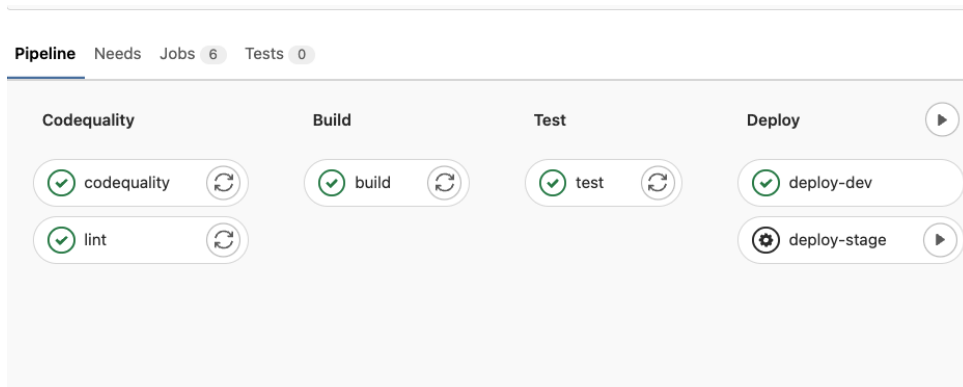 Pipeline Needs Jobs 6 Tests 0
Codequality Build Test Deploy
codequality build test deploy-dev
lint deploy-stage